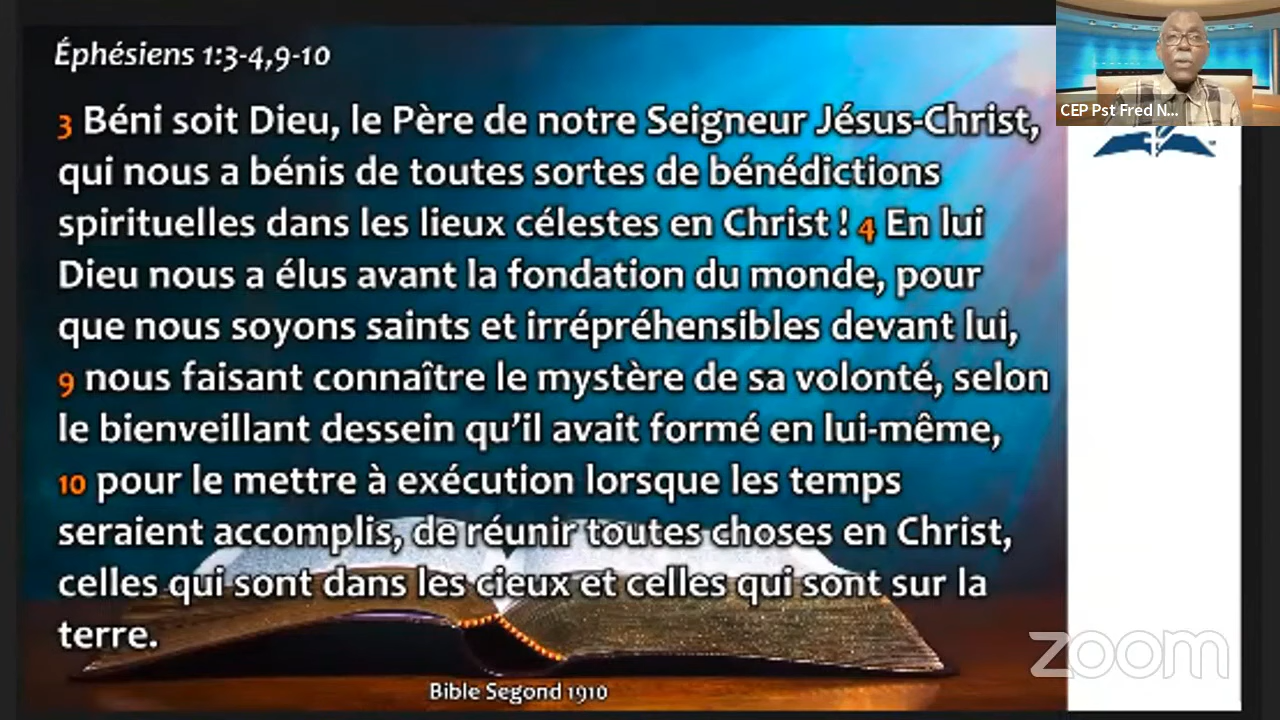 Éphésiens 1:3-4,9-10
3 Béni soit Dieu, le Père de notre Seigneur Jésus-Christ,
qui nous a bénis de toutes sortes de bénédictions
spirituelles dans les lieux célestes en Christ ! 4 En lui
Dieu nous a élus avant la fondation du monde, pour
que nous soyons saints et irrépréhensibles devant lui,
9 nous faisant connaître le mystère de sa volonté, selon
le bienveillant dessein qu’il avait formé en lui-même,
10 pour le mettre à exécution lorsque les temps
seraient accomplis, de réunir toutes choses en Christ,
celles qui sont dans les cieux et celles qui sont sur la
terre.
Bible Segond 1910
CEP Pst Fred N...
zoom